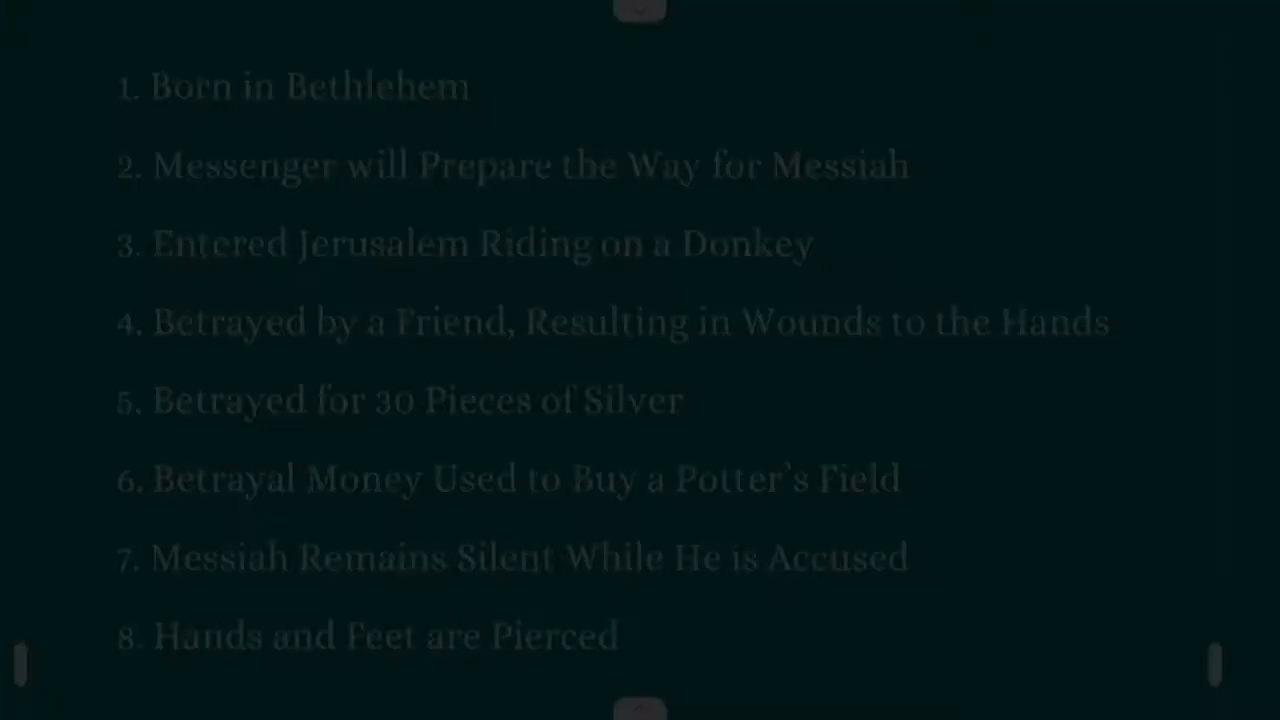 1. Born in Bethlehem
2. Messenger will Prepare the Way for Messiah
3. Entered Jerusalem Riding on a Donkey
4. Betrayed by a Friend, Resulting in Wounds to the Hands
5. Betrayed for 30 Pieces of Silver
6. Betrayal Money Used to Buy a Potter's Field
7. Messiah Remains Silent While He is Accused
8. Hands and Feet are Pierced